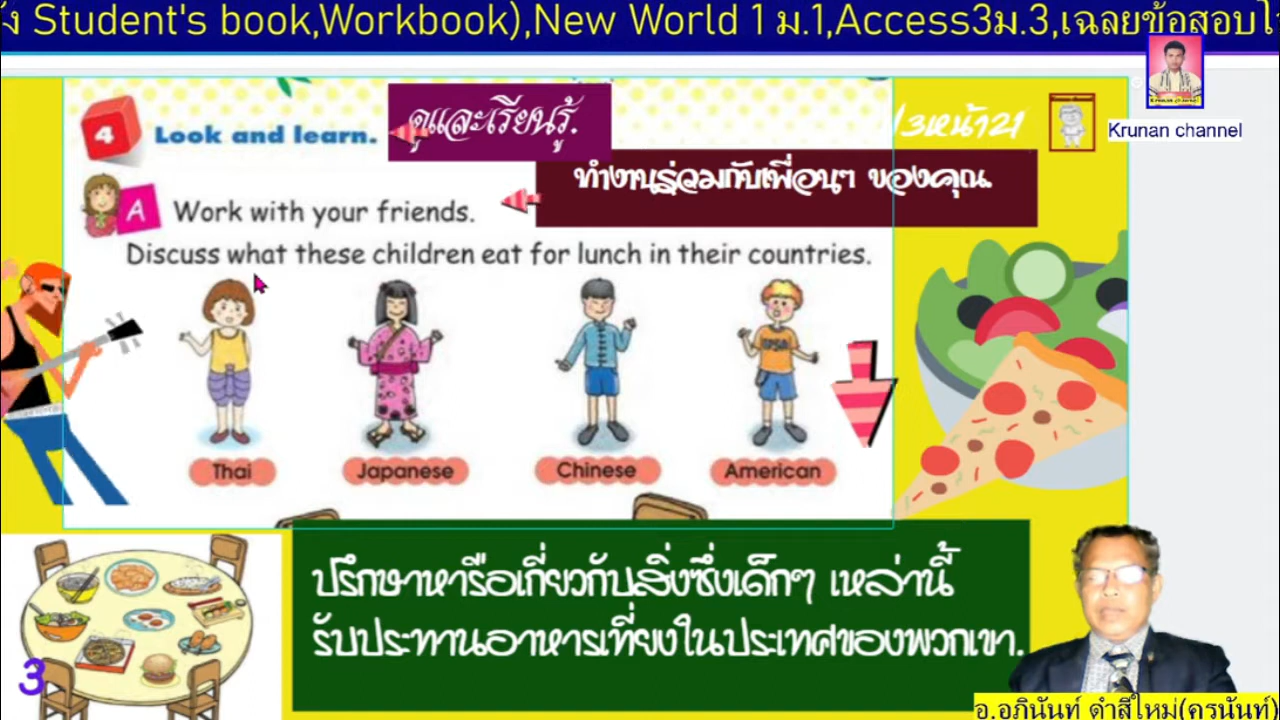 Student's book,Workbook),New World 1 ม.1,Access3ม.3,เฉลยข้อสอบ
4 Look and learn.
ดูและเรียนรู้.
ป3หน้า21
Krunan channel
ทำงานร่วมกับเพื่อนๆ ของคุณ.
A Work with your friends.
Discuss what these children eat for lunch in their countries.
USA
Thai
Japanese
Chinese
American
ปรึกษาหารือเกี่ยวกับสิ่งซึ่งเด็กๆ เหล่านี้
รับประทานอาหารเที่ยงในประเทศของพวกเขา.
3
อ.อภินันท์ ดำสีใหม่(ครูนันท์)